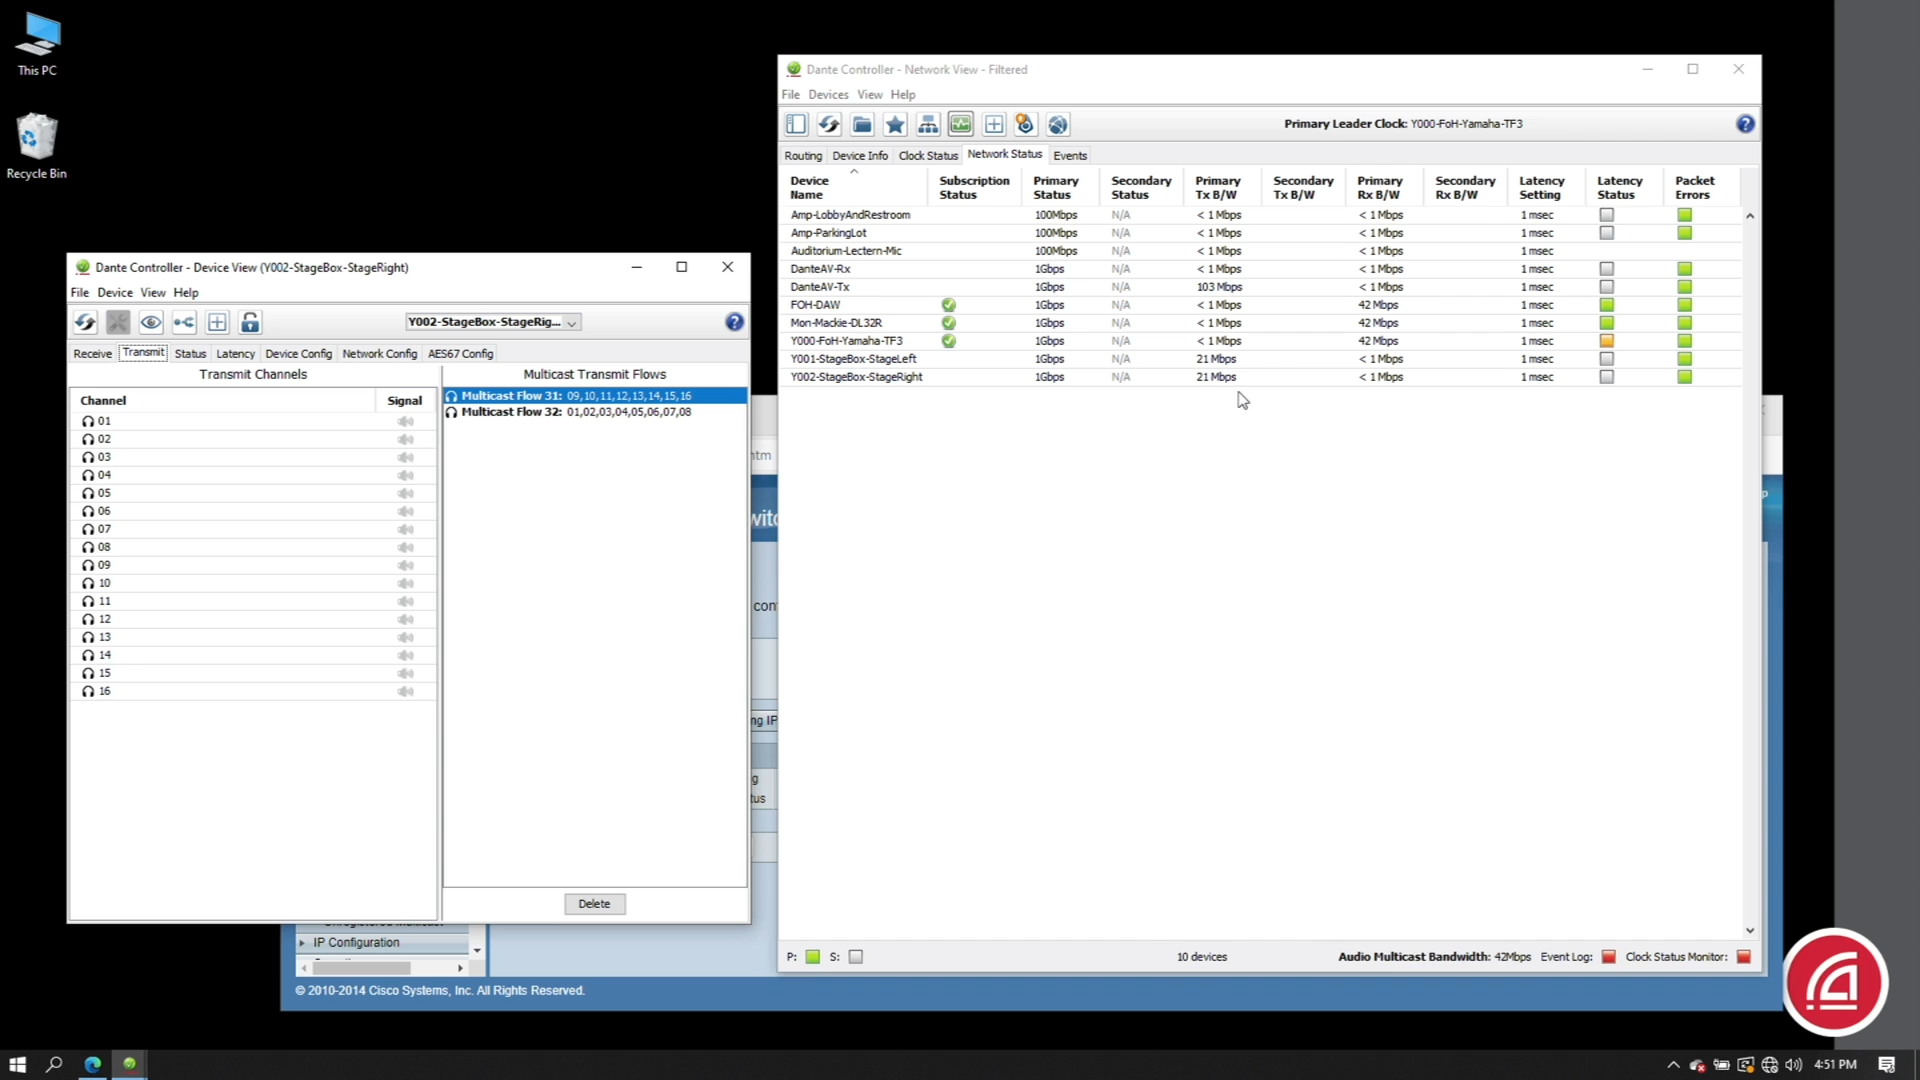 This PC
Recycle Bin
Dante Controller - Network View - Filtered
File Devices View Help
Primary Leader Clock: Y000-FoH-Yamaha-TF3
Routing Device Info Clock Status Network Status Events
Device Name Subscription Status Primary Status Secondary Status Primary Tx B/W Secondary Tx B/W Primary Rx B/W Secondary Rx B/W Latency Setting Latency Status Packet Errors
Amp-LobbyAndRestroom 100Mbps N/A < 1 Mbps < 1 Mbps 1 msec
Amp-ParkingLot 100Mbps N/A < 1 Mbps < 1 Mbps 1 msec
Auditorium-Lectern-Mic 100Mbps N/A < 1 Mbps < 1 Mbps 1 msec
DanteAV-Rx 1Gbps N/A < 1 Mbps < 1 Mbps 1 msec
DanteAV-Tx 1Gbps N/A 103 Mbps < 1 Mbps 1 msec
FOH-DAW 1Gbps N/A < 1 Mbps 42 Mbps 1 msec
Mon-Mackie-DL32R 1Gbps N/A < 1 Mbps 42 Mbps 1 msec
Y000-FoH-Yamaha-TF3 1Gbps N/A < 1 Mbps 42 Mbps 1 msec
Y001-StageBox-StageLeft 1Gbps N/A 21 Mbps < 1 Mbps 1 msec
Y002-StageBox-StageRight 1Gbps N/A 21 Mbps < 1 Mbps 1 msec
P: S: 10 devices Audio Multicast Bandwidth: 42Mbps Event Log: Clock Status Monitor:
Dante Controller - Device View (Y002-StageBox-StageRight)
File Device View Help
Y002-StageBox-StageRig...
Receive Transmit Status Latency Device Config Network Config AES67 Config
Transmit Channels Multicast Transmit Flows
Channel Signal
Multicast Flow 31: 09,10,11,12,13,14,15,16
Multicast Flow 32: 01,02,03,04,05,06,07,08
01
02
03
04
05
06
07
08
09
10
11
12
13
14
15
16
Delete
IP Configuration
© 2010-2014 Cisco Systems, Inc. All Rights Reserved.
4:51 PM